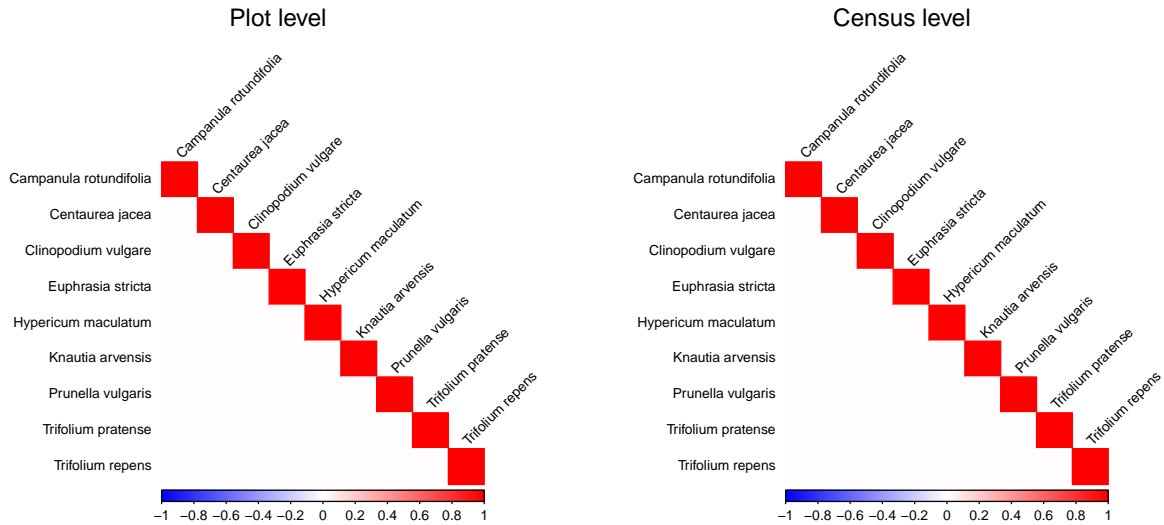 Plot level
Campanula rotundifolia
Centaurea jacea
Clinopodium vulgare
Euphrasia stricta
Hypericum maculatum
Knautia arvensis
Prunella vulgaris
Trifolium pratense
Trifolium repens
Campanula rotundifolia
Centaurea jacea
Clinopodium vulgare
Euphrasia stricta
Hypericum maculatum
Knautia arvensis
Prunella vulgaris
Trifolium pratense
Trifolium repens
−1 −0.8 −0.6 −0.4 −0.2 0 0.2 0.4 0.6 0.8 1
Census level
Campanula rotundifolia
Centaurea jacea
Clinopodium vulgare
Euphrasia stricta
Hypericum maculatum
Knautia arvensis
Prunella vulgaris
Trifolium pratense
Trifolium repens
Campanula rotundifolia
Centaurea jacea
Clinopodium vulgare
Euphrasia stricta
Hypericum maculatum
Knautia arvensis
Prunella vulgaris
Trifolium pratense
Trifolium repens
−1 −0.8 −0.6 −0.4 −0.2 0 0.2 0.4 0.6 0.8 1